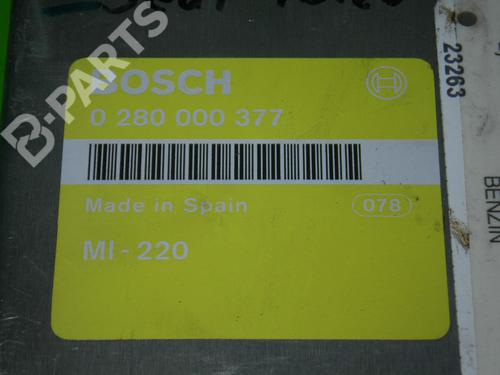 BOSCH
0 280 000 377
Made in Spain
078
MI-220
23263
BENZIN
B-PARTS